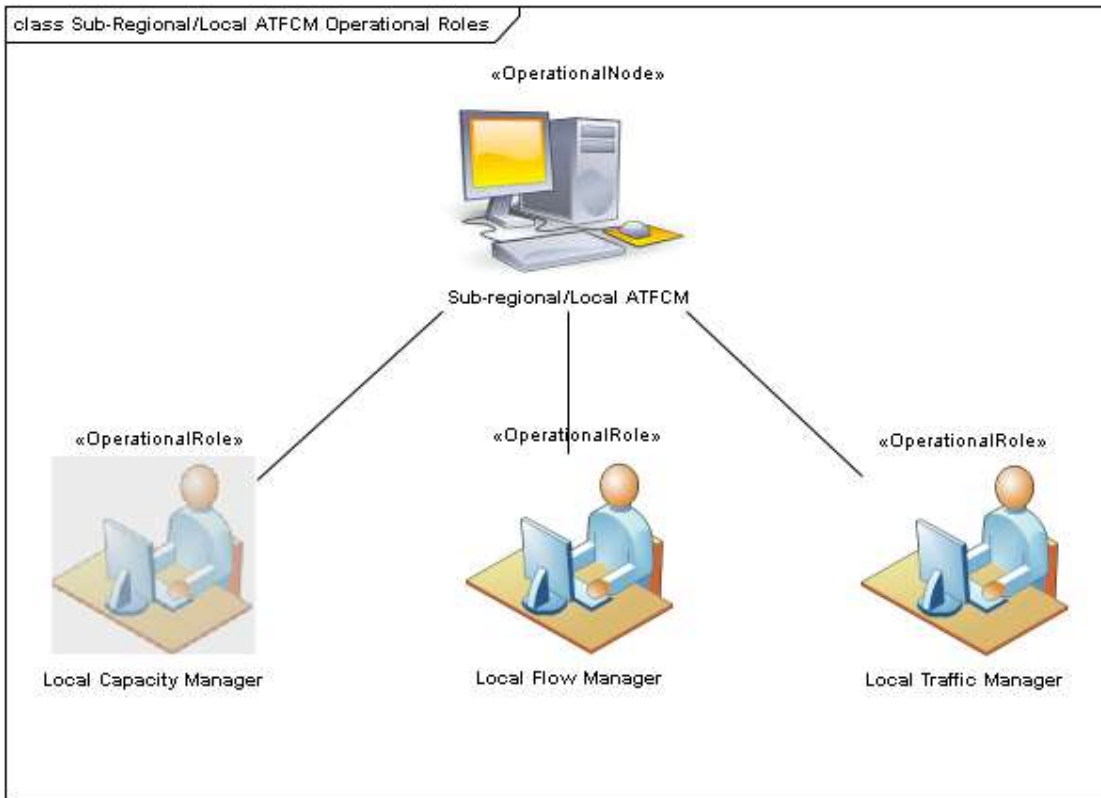 class Sub-Regional/Local ATFCM Operational Roles
«OperationalNode»
Sub-regional/Local ATFCM
«OperationalRole»
«OperationalRole»
«OperationalRole»
Local Capacity Manager
Local Flow Manager
Local Traffic Manager